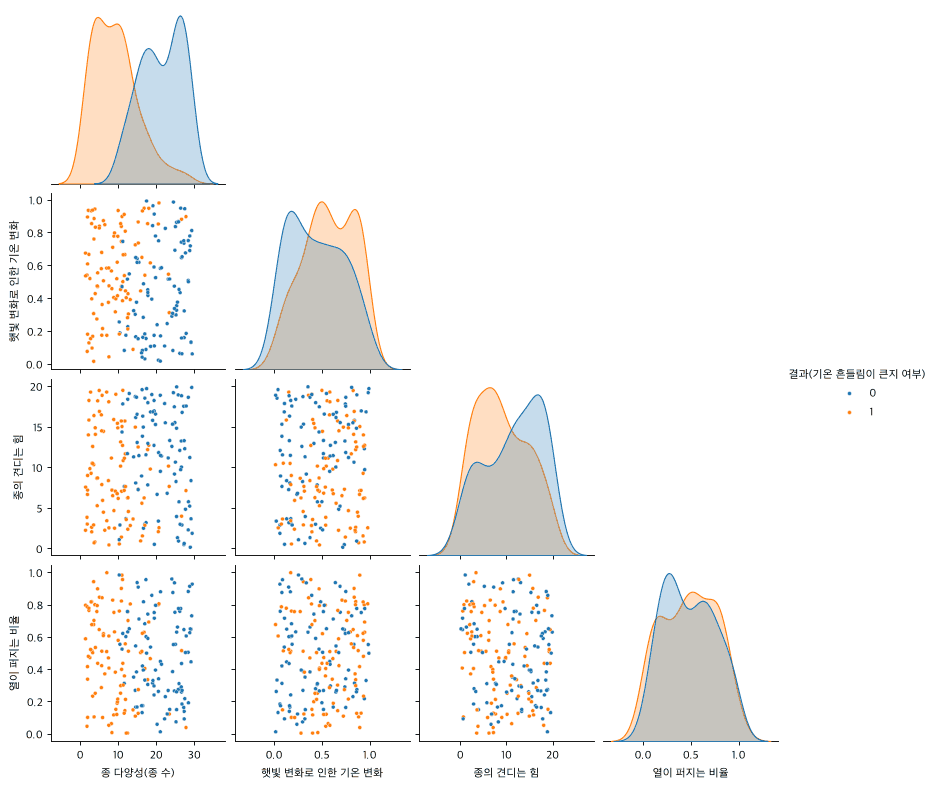 1.0
0.8
0.6
0.4
0.2
0.0
햇빛 변화로 인한 기온 변화
20
15
10
5
0
종의 견디는 힘
1.0
0.8
0.6
0.4
0.2
0.0
열이 퍼지는 비율
0 10 20 30
종 다양성(종 수)
0.0 0.5 1.0
햇빛 변화로 인한 기온 변화
0 10 20
종의 견디는 힘
0.0 0.5 1.0
열이 퍼지는 비율
결과(기온 흔들림이 큰지 여부)
0
1